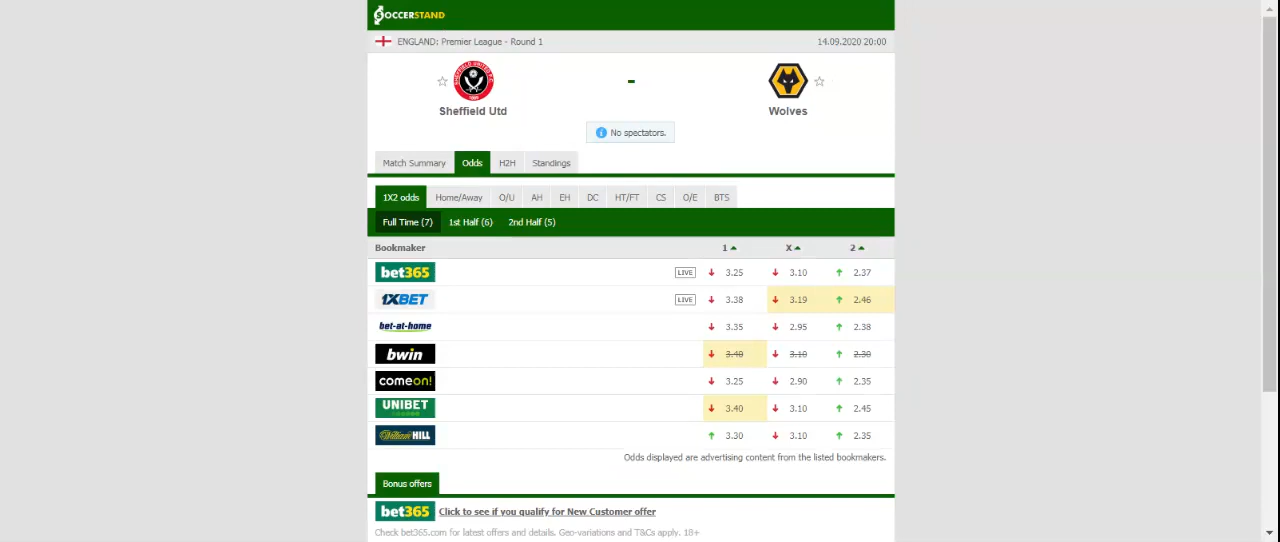 SOCCERSTAND
ENGLAND: Premier League - Round 1 14.09.2020 20:00
-
Sheffield Utd Wolves
No spectators.
Match Summary Odds H2H Standings
1X2 odds Home/Away O/U AH EH DC HT/FT CS O/E BTS
Full Time (7) 1st Half (6) 2nd Half (5)
Bookmaker 1 X 2
bet365 LIVE 3.25 3.10 2.37
1XBET LIVE 3.38 3.19 2.46
bet-at-home 3.35 2.95 2.38
bwin 3.40 3.10 2.30
comeon! 3.25 2.90 2.35
UNIBET 3.40 3.10 2.45
William HILL 3.30 3.10 2.35
Odds displayed are advertising content from the listed bookmakers.
Bonus offers
bet365 Click to see if you qualify for New Customer offer
Check bet365.com for latest offers and details. Geo-variations and T&Cs apply. 18+